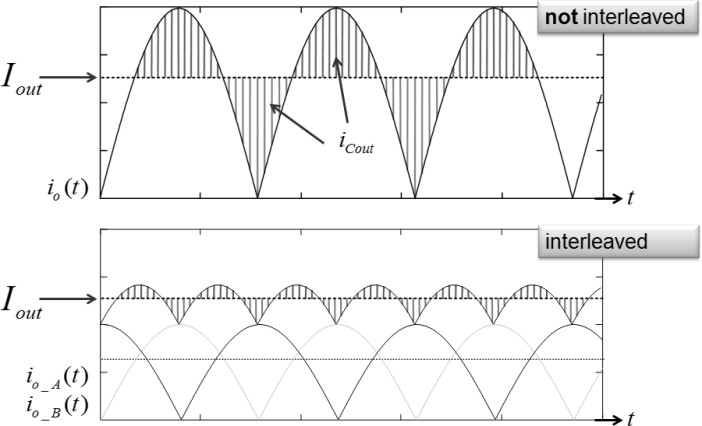 not interleaved
I_out
i_Cout
i_o(t)
t
interleaved
I_out
i_o_A(t)
i_o_B(t)
t